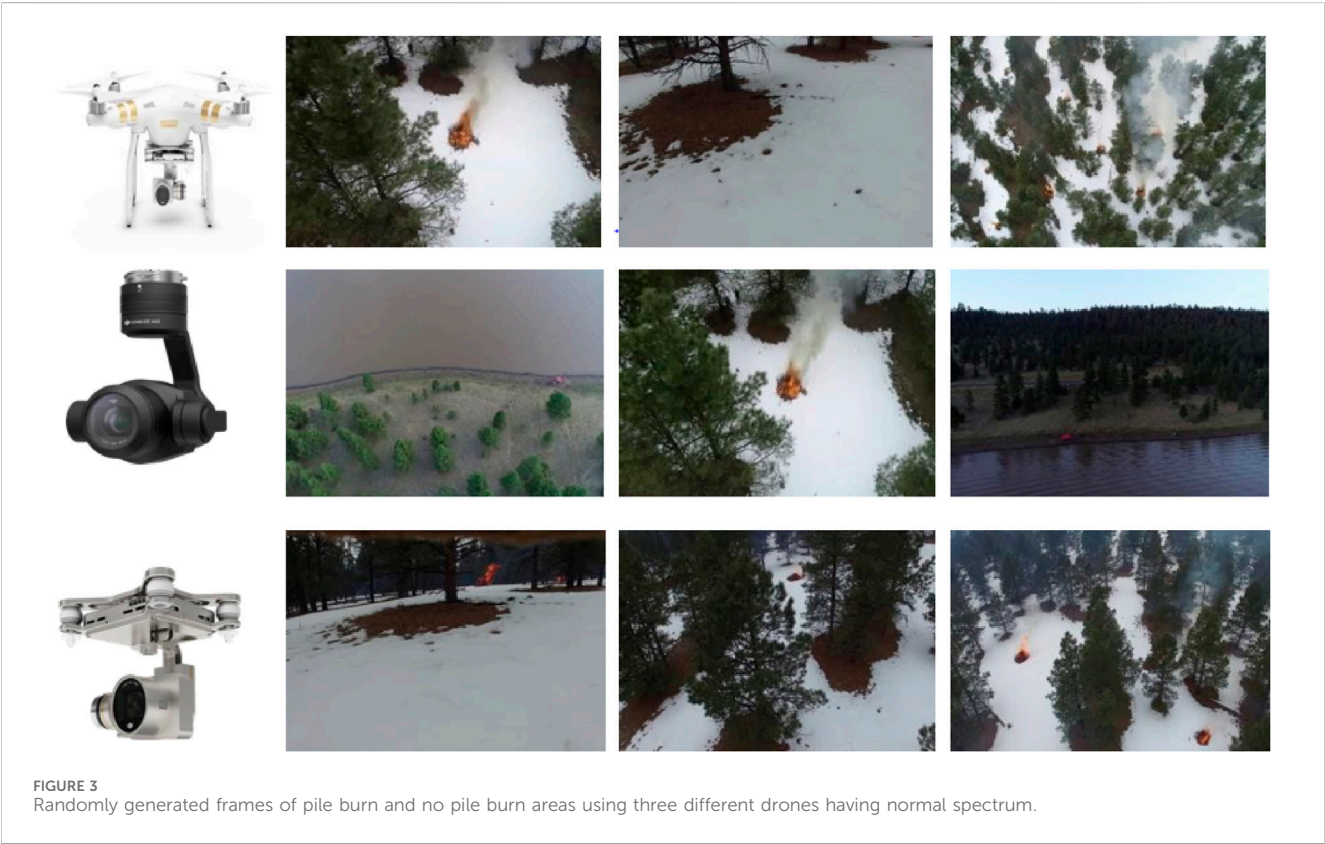 FIGURE 3
Randomly generated frames of pile burn and no pile burn areas using three different drones having normal spectrum.